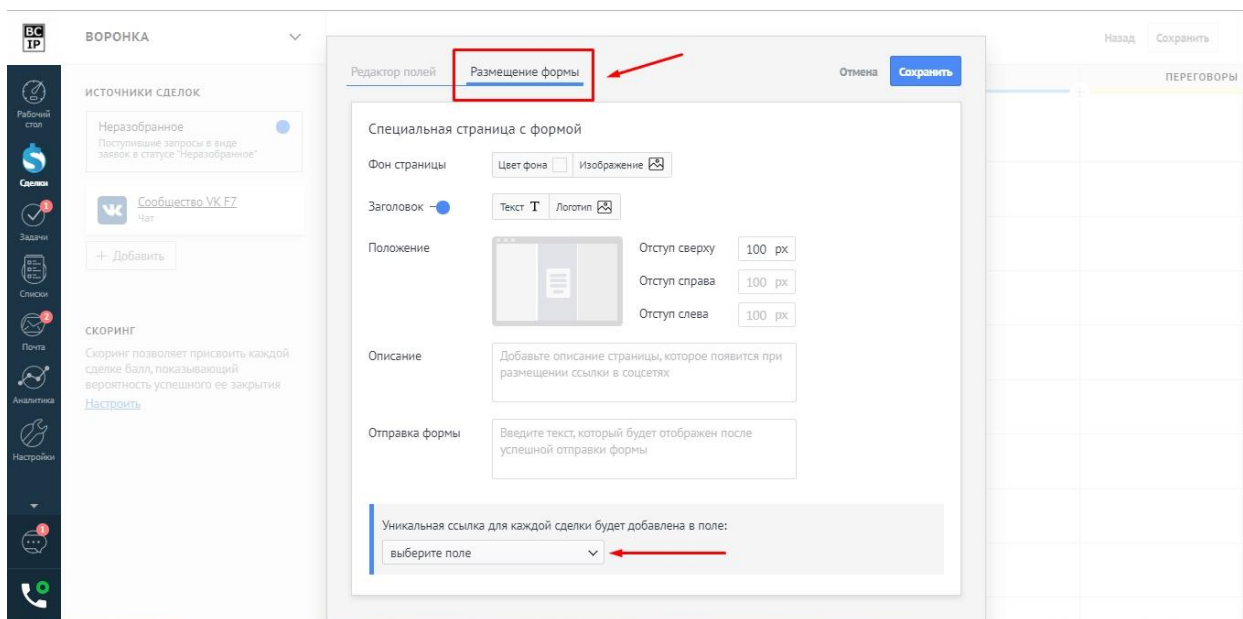 BC
IP
ВОРОНКА
Назад
Сохранить
Редактор полей
Размещение формы
Отмена
Сохранить
ПЕРЕГОВОРЫ
Рабочий
стол
Сделки
1
Задачи
Списки
2
Почта
Аналитика
Настройки
1
ИСТОЧНИКИ СДЕЛОК
Неразобранное
Поступившие запросы в виде
заявок в статусе "Неразобранное"
Сообщество VK F7
Чат
+ Добавить
СКОРИНГ
Скоринг позволяет присвоить каждой
сделке балл, показывающий
вероятность успешного ее закрытия
Настроить
Специальная страница с формой
Фон страницы
Цвет фона
Изображение
Заголовок
Текст T
Логотип
Положение
Отступ сверху
100 px
Отступ справа
100 px
Отступ слева
100 px
Описание
Добавьте описание страницы, которое появится при
размещении ссылки в соцсетях
Отправка формы
Введите текст, который будет отображен после
успешной отправки формы
Уникальная ссылка для каждой сделки будет добавлена в поле:
выберите поле